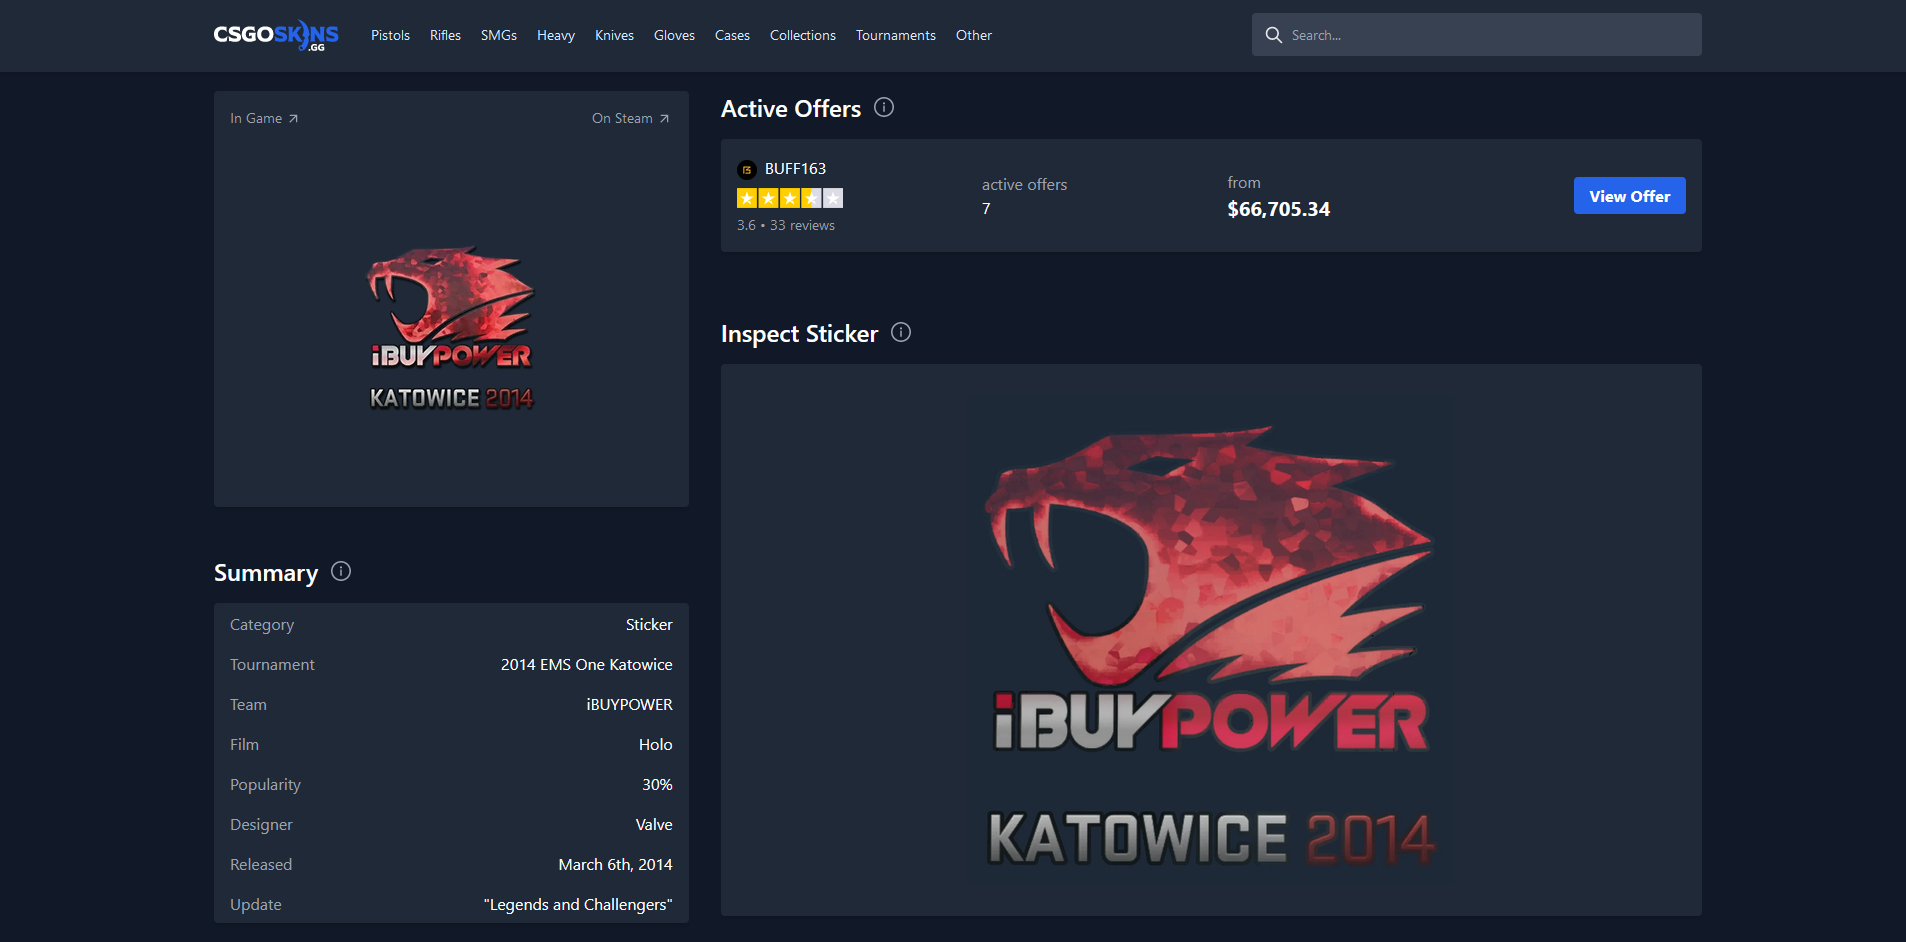 CSGOSKINS.GG
Pistols Rifles SMGs Heavy Knives Gloves Cases Collections Tournaments Other
Search...
In Game
On Steam
iBUYPOWER
KATOWICE 2014
Summary
Category Sticker
Tournament 2014 EMS One Katowice
Team iBUYPOWER
Film Holo
Popularity 30%
Designer Valve
Released March 6th, 2014
Update "Legends and Challengers"
Active Offers
BUFF163
3.6 • 33 reviews
active offers
7
from
$66,705.34
View Offer
Inspect Sticker
iBUYPOWER
KATOWICE 2014